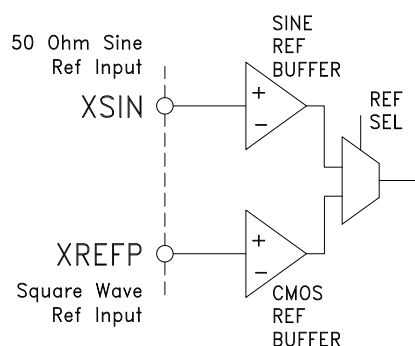 50 Ohm Sine
Ref Input
XSIN
+
−
SINE
REF
BUFFER
REF
SEL
XREFP
Square Wave
Ref Input
+
−
CMOS
REF
BUFFER